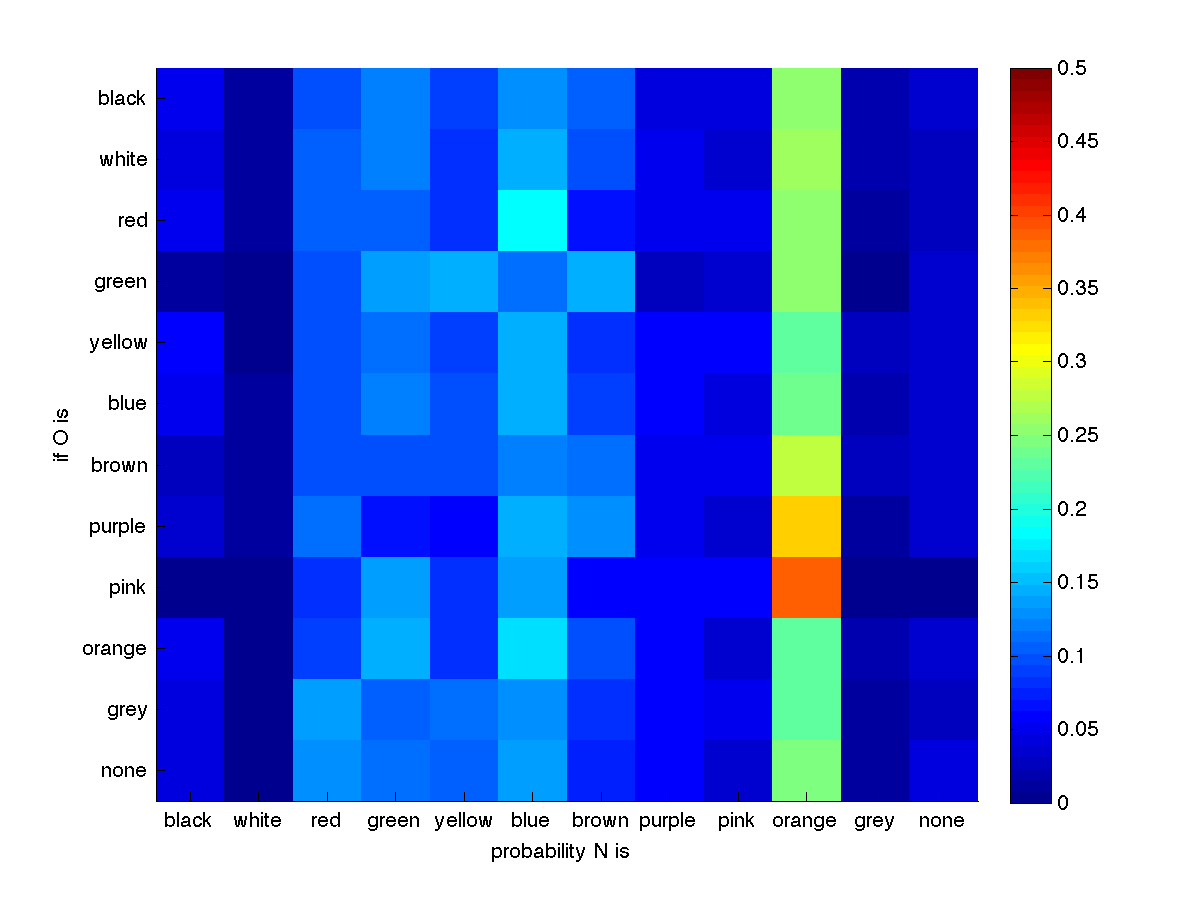 black
white
red
green
yellow
blue
brown
purple
pink
orange
grey
none
if O is
black white red green yellow blue brown purple pink orange grey none
probability N is
0.5
0.45
0.4
0.35
0.3
0.25
0.2
0.15
0.1
0.05
0